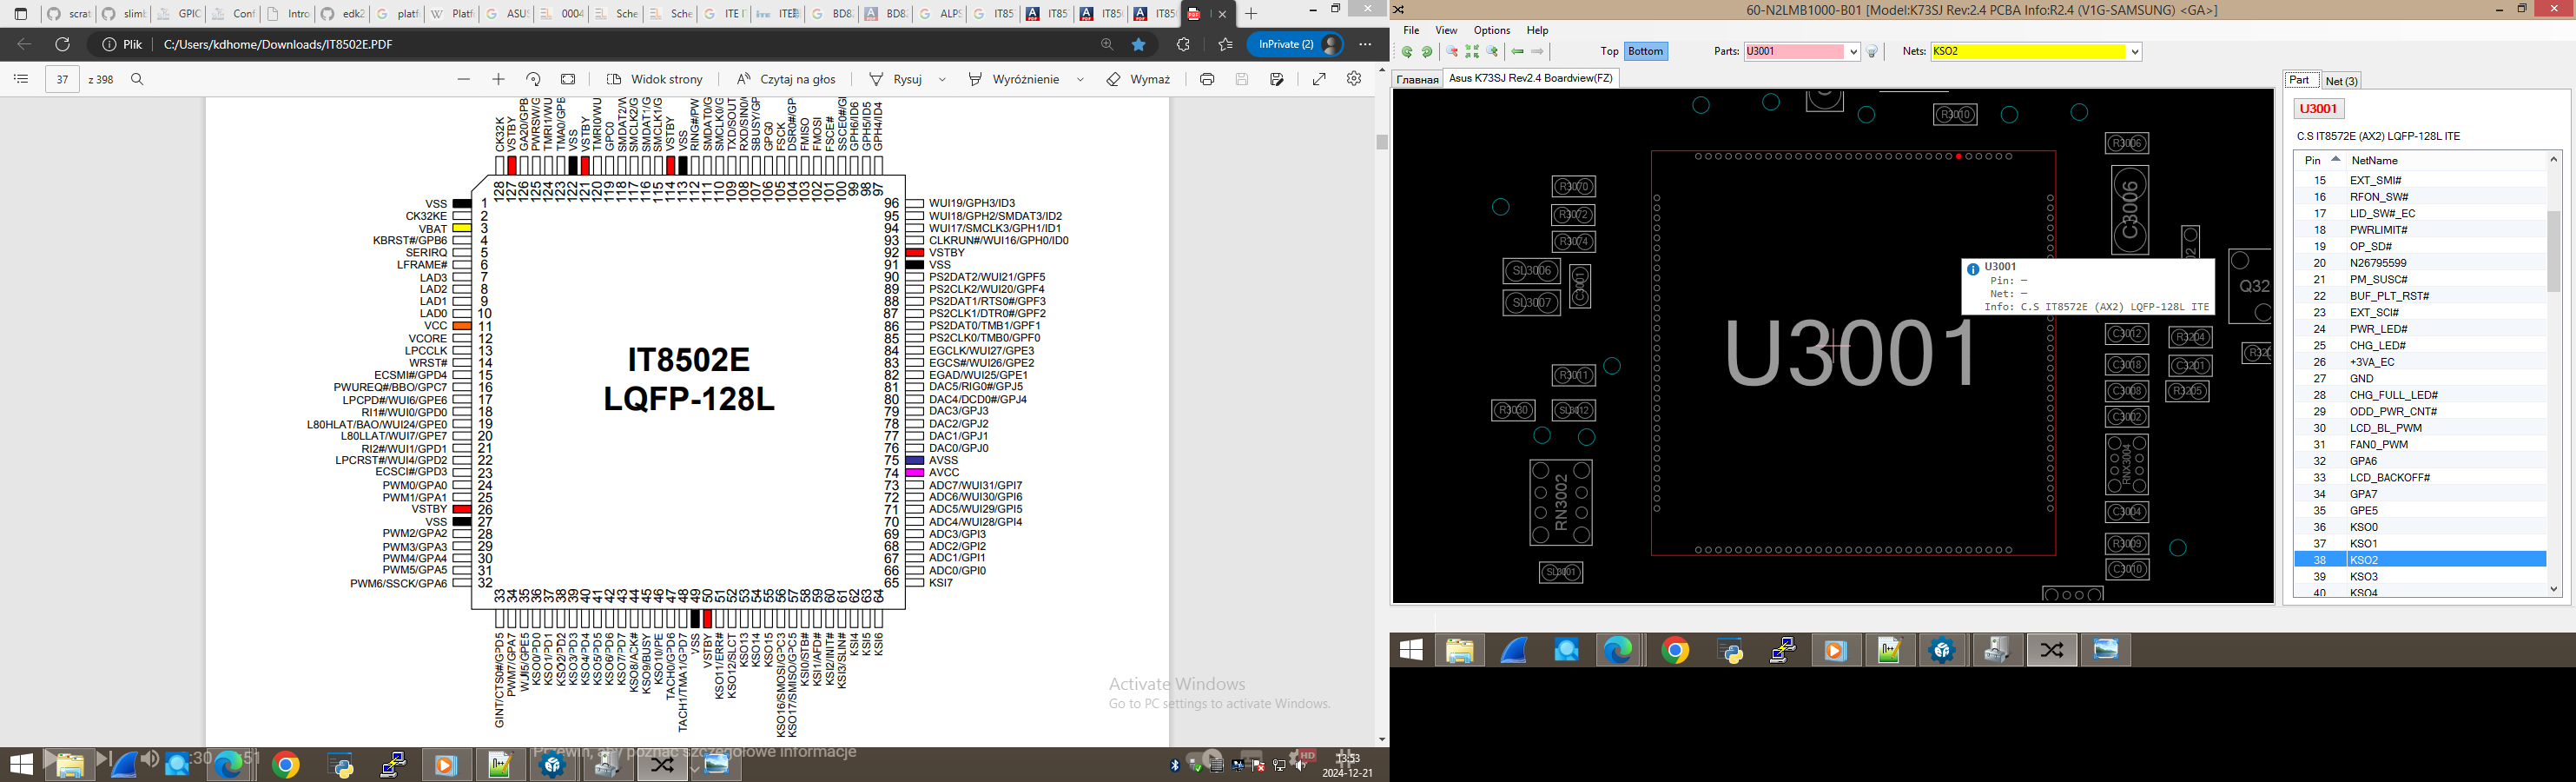 scrat
slimb
GPIC
Conf
Intro
edk2
platf
Platf
ASUS
0004
Sche
Sche
ITE I
ITE
BD8
BD8
ALPS
IT85
IT85
IT85
IT85
Plik
C:/Users/kdhome/Downloads/IT8502E.PDF
InPrivate (2)
37
z 398
Widok strony
Czytaj na głos
Rysuj
Wyróżnienie
Wymaż
CK32K
VSTBY
GA20/GPB
PWRSW/G
TMRI1/WU
TMA0/GPB
VSS
VSTBY
TMRI0/WU
GPC0
SMDAT2/W
SMCLK2/G
SMDAT1/G
SMCLK1/G
VSTBY
VSS
RING#/PW
SMDAT0/G
SMCLK0/G
TXD/SOUT
RXD/SIN0/
SBUSY/GP
GPG0
FSCK
DSR0#/GP
FMISO
FMOSI
FSCE#
SSCE0#/G
GPH6/ID6
GPH5/ID5
GPH4/ID4
128
127
126
125
124
123
122
121
120
119
118
117
116
115
114
113
112
111
110
109
108
107
106
105
104
103
102
101
100
99
98
97
VSS 1
CK32KE 2
VBAT 3
KBRST#/GPB6 4
SERIRQ 5
LFRAME# 6
LAD3 7
LAD2 8
LAD1 9
LAD0 10
VCC 11
VCORE 12
LPCCLK 13
WRST# 14
ECSMI#/GPD4 15
PWUREQ#/BBO/GPC7 16
LPCPD#/WUI6/GPE6 17
RI1#/WUI0/GPD0 18
L80HLAT/BAO/WUI24/GPE0 19
L80LLAT/WUI7/GPE7 20
RI2#/WUI1/GPD1 21
LPCRST#/WUI4/GPD2 22
ECSCI#/GPD3 23
PWM0/GPA0 24
PWM1/GPA1 25
VSTBY 26
VSS 27
PWM2/GPA2 28
PWM3/GPA3 29
PWM4/GPA4 30
PWM5/GPA5 31
PWM6/SSCK/GPA6 32
IT8502E
LQFP-128L
96 WUI19/GPH3/ID3
95 WUI18/GPH2/SMDAT3/ID2
94 WUI17/SMCLK3/GPH1/ID1
93 CLKRUN#/WUI16/GPH0/ID0
92 VSTBY
91 VSS
90 PS2DAT2/WUI21/GPF5
89 PS2CLK2/WUI20/GPF4
88 PS2DAT1/RTS0#/GPF3
87 PS2CLK1/DTR0#/GPF2
86 PS2DAT0/TMB1/GPF1
85 PS2CLK0/TMB0/GPF0
84 EGCLK/WUI27/GPE3
83 EGCS#/WUI26/GPE2
82 EGAD/WUI25/GPE1
81 DAC5/RIG0#/GPJ5
80 DAC4/DCD0#/GPJ4
79 DAC3/GPJ3
78 DAC2/GPJ2
77 DAC1/GPJ1
76 DAC0/GPJ0
75 AVSS
74 AVCC
73 ADC7/WUI31/GPI7
72 ADC6/WUI30/GPI6
71 ADC5/WUI29/GPI5
70 ADC4/WUI28/GPI4
69 ADC3/GPI3
68 ADC2/GPI2
67 ADC1/GPI1
66 ADC0/GPI0
65 KSI7
33
34
35
36
37
38
39
40
41
42
43
44
45
46
47
48
49
50
51
52
53
54
55
56
57
58
59
60
61
62
63
64
GINT/CTS0#/GPD5
PWM7/GPA7
WUI5/GPE5
KSO0/PD0
KSO1/PD1
KSO2/PD2
KSO3/PD3
KSO4/PD4
KSO5/PD5
KSO6/PD6
KSO7/PD7
KSO8/ACK#
KSO9/BUSY
KSO10/PE
TACH0/GPD6
TACH1/TMA1/GPD7
VSS
VSTBY
KSO11/ERR#
KSO12/SLCT
KSO13
KSO14
KSO15
KSO16/SMOSI/GPC3
KSO17/SMISO/GPC5
KSI0/STB#
KSI1/AFD#
KSI2/INIT#
KSI3/SLIN#
KSI4
KSI5
KSI6
Activate Windows
Go to PC settings to activate Windows.
Przewiń, aby poznać szczegółowe informacje
:30
51
HD
13:53
2024-12-21
60-N2LMB1000-B01 [Model:K73SJ Rev:2.4 PCBA Info:R2.4 (V1G-SAMSUNG) <GA>]
File View Options Help
Top Bottom
Parts: U3001
Nets: KSO2
Главная
Asus K73SJ Rev2.4 Boardview(FZ)
R3010
R3070
R3072
R3074
SL3006
SL3007
C3001
R3011
R3030
SL3012
RN3002
SL3001
U3001
R3006
C3006
Q32
C3012
R3204
C3018
C3201
C3008
R3205
C3002
RNX3004
C3004
R3009
C3010
U3001
Pin: –
Net: –
Info: C.S IT8572E (AX2) LQFP-128L ITE
Part
Net (3)
U3001
C.S IT8572E (AX2) LQFP-128L ITE
Pin NetName
15 EXT_SMI#
16 RFON_SW#
17 LID_SW#_EC
18 PWRLIMIT#
19 OP_SD#
20 N26795599
21 PM_SUSC#
22 BUF_PLT_RST#
23 EXT_SCI#
24 PWR_LED#
25 CHG_LED#
26 +3VA_EC
27 GND
28 CHG_FULL_LED#
29 ODD_PWR_CNT#
30 LCD_BL_PWM
31 FAN0_PWM
32 GPA6
33 LCD_BACKOFF#
34 GPA7
35 GPE5
36 KSO0
37 KSO1
38 KSO2
39 KSO3
40 KSO4